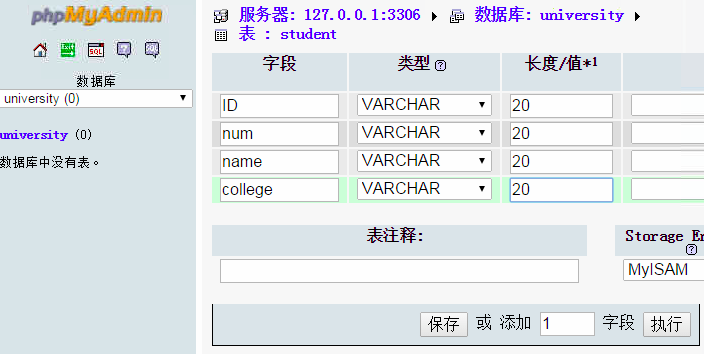 phpMyAdmin
Exit
SQL
数据库
university (0)
university (0)
数据库中没有表。
服务器: 127.0.0.1:3306 ▶ 数据库: university ▶
表 : student
字段 类型 长度/值*1
ID VARCHAR 20
num VARCHAR 20
name VARCHAR 20
college VARCHAR 20
表注释: Storage En
MyISAM
保存 或 添加 1 字段 执行